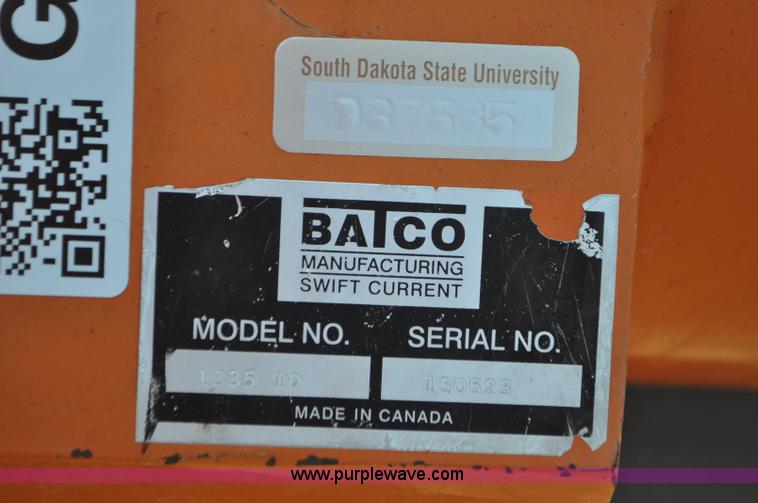 G
South Dakota State University
D37535
BATCO
MANUFACTURING
SWIFT CURRENT
MODEL NO. SERIAL NO.
1335 TD 130523
MADE IN CANADA
www.purplewave.com